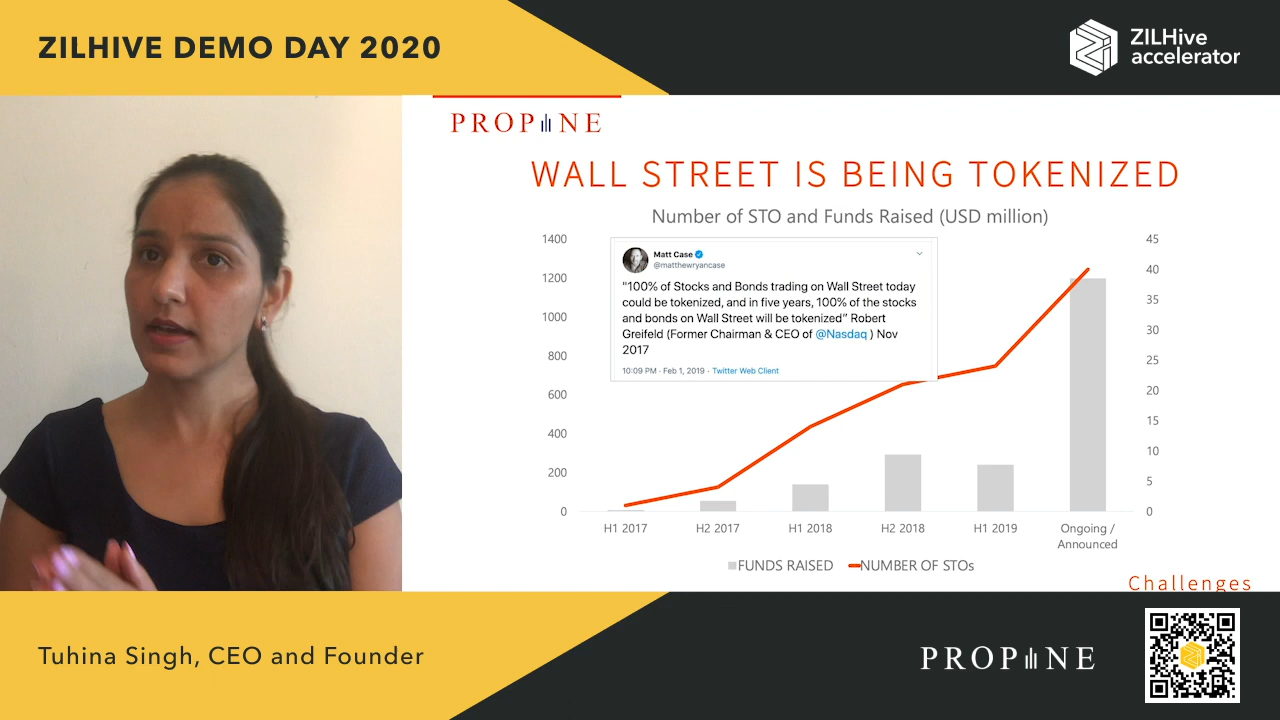 ZILHIVE DEMO DAY 2020
ZILHive
accelerator
PROPINE
WALL STREET IS BEING TOKENIZED
Number of STO and Funds Raised (USD million)
1400
1200
1000
800
600
400
200
0
Matt Case
@matthewryancase
"100% of Stocks and Bonds trading on Wall Street today
could be tokenized, and in five years, 100% of the stocks
and bonds on Wall Street will be tokenized" Robert
Greifeld (Former Chairman & CEO of @Nasdaq ) Nov
2017
10:09 PM · Feb 1, 2019 · Twitter Web Client
45
40
35
30
25
20
15
10
5
0
H1 2017
H2 2017
H1 2018
H2 2018
H1 2019
Ongoing /
Announced
FUNDS RAISED
NUMBER OF STOs
Challenges
Tuhina Singh, CEO and Founder
PROPINE